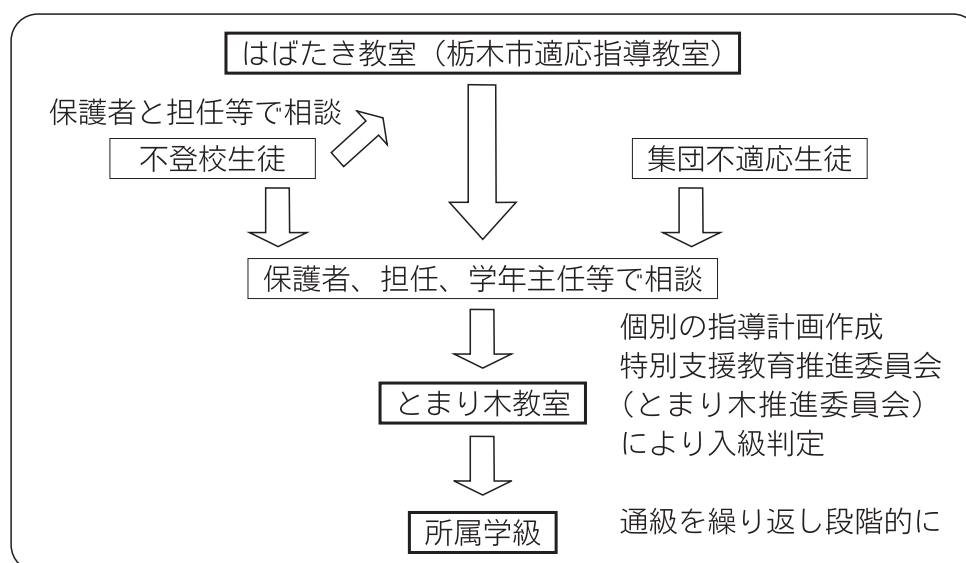 はばたき教室（栃木市適応指導教室）
保護者と担任等で相談
不登校生徒
集団不適応生徒
保護者、担任、学年主任等で相談
個別の指導計画作成
特別支援教育推進委員会
（とまり木推進委員会）
により入級判定
とまり木教室
所属学級
通級を繰り返し段階的に